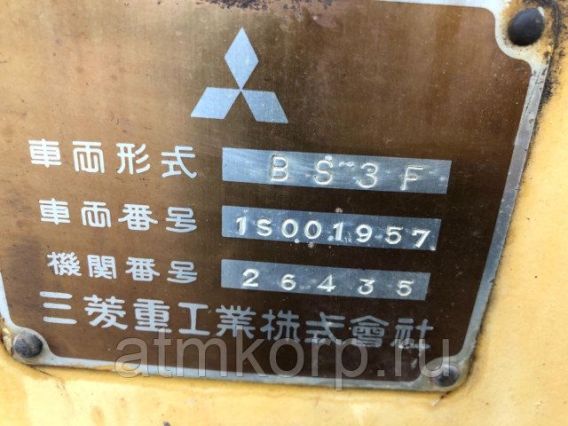 車両形式 BS3F
車両番号 1S001957
機関番号 26435
三菱重工業株式會社
atmkorp.ru